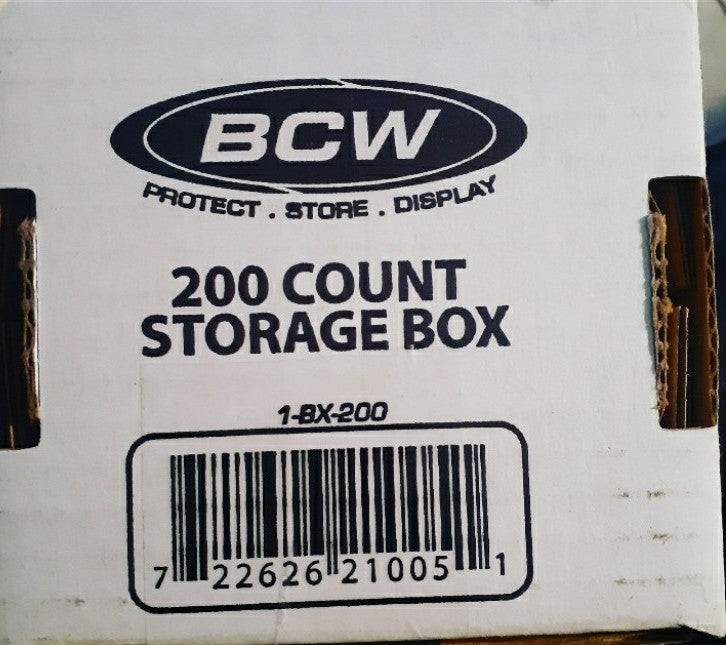 BCW
PROTECT . STORE . DISPLAY
200 COUNT
STORAGE BOX
1-BX-200
7 22626 21005 1